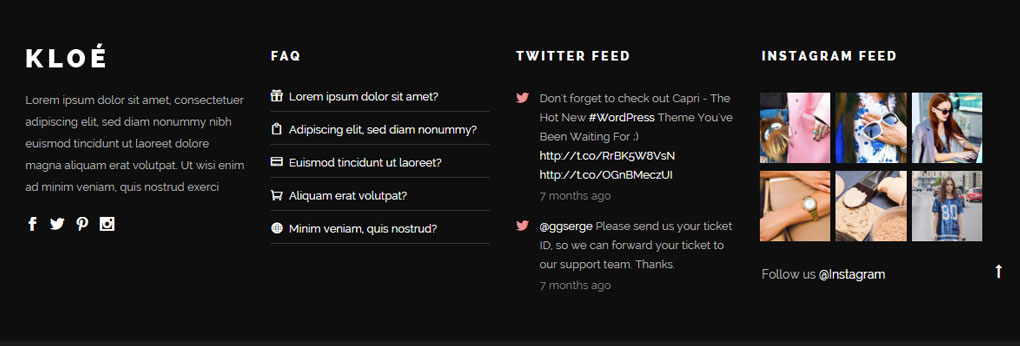 KLOÉ
Lorem ipsum dolor sit amet, consectetuer
adipiscing elit, sed diam nonummy nibh
euismod tincidunt ut laoreet dolore
magna aliquam erat volutpat. Ut wisi enim
ad minim veniam, quis nostrud exerci
FAQ
Lorem ipsum dolor sit amet?
Adipiscing elit, sed diam nonummy?
Euismod tincidunt ut laoreet?
Aliquam erat volutpat?
Minim veniam, quis nostrud?
TWITTER FEED
Don't forget to check out Capri - The
Hot New #WordPress Theme You've
Been Waiting For ;)
http://t.co/RrBK5W8VsN
http://t.co/OGnBMeczUI
7 months ago
@ggserge Please send us your ticket
ID, so we can forward your ticket to
our support team. Thanks.
7 months ago
INSTAGRAM FEED
80
Follow us @Instagram